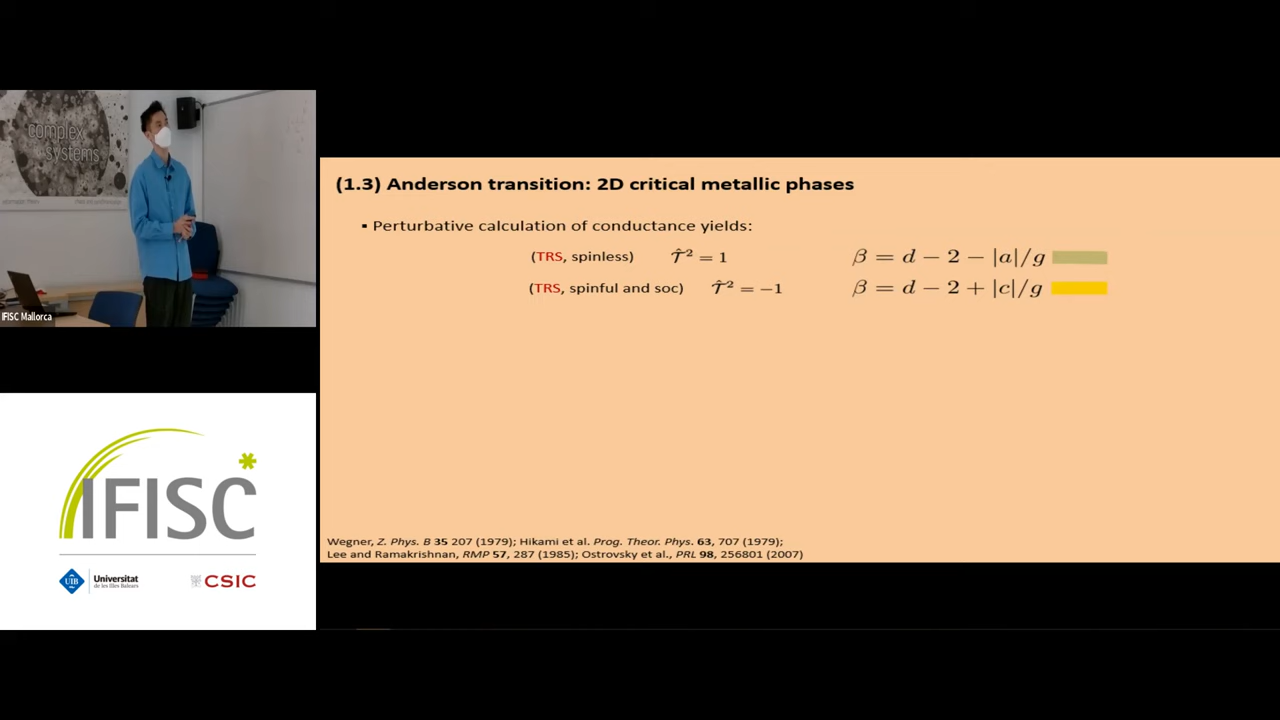 complex
systems
IFISC Mallorca
IFISC
UIB
Universitat
de les Illes Balears
CSIC
(1.3) Anderson transition: 2D critical metallic phases
▪ Perturbative calculation of conductance yields:
(TRS, spinless) 𝒯̂² = 1 β = d − 2 − |a|/g
(TRS, spinful and soc) 𝒯̂² = −1 β = d − 2 + |c|/g
Wegner, Z. Phys. B 35 207 (1979); Hikami et al. Prog. Theor. Phys. 63, 707 (1979);
Lee and Ramakrishnan, RMP 57, 287 (1985); Ostrovsky et al., PRL 98, 256801 (2007)